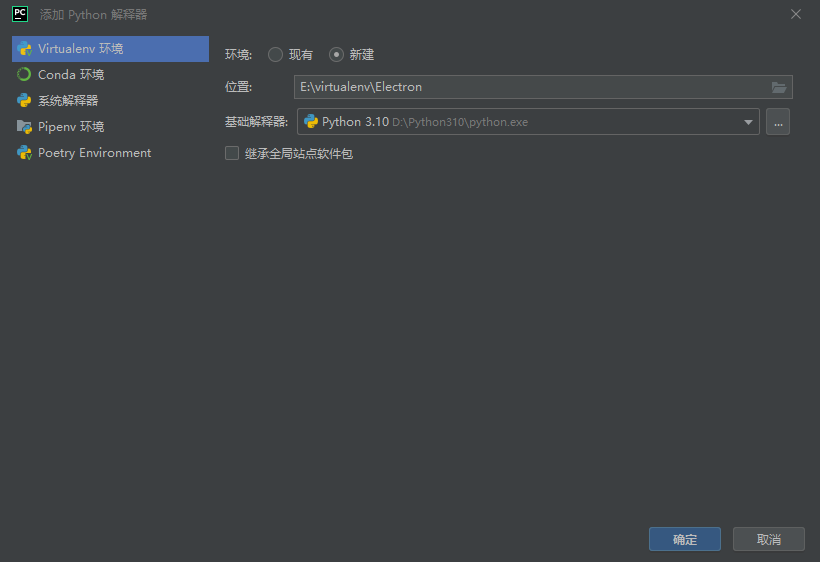 PC 添加 Python 解释器
Virtualenv 环境
Conda 环境
系统解释器
Pipenv 环境
Poetry Environment
环境: 现有 新建
位置: E:\virtualenv\Electron
基础解释器: Python 3.10 D:\Python310\python.exe ...
继承全局站点软件包
确定 取消